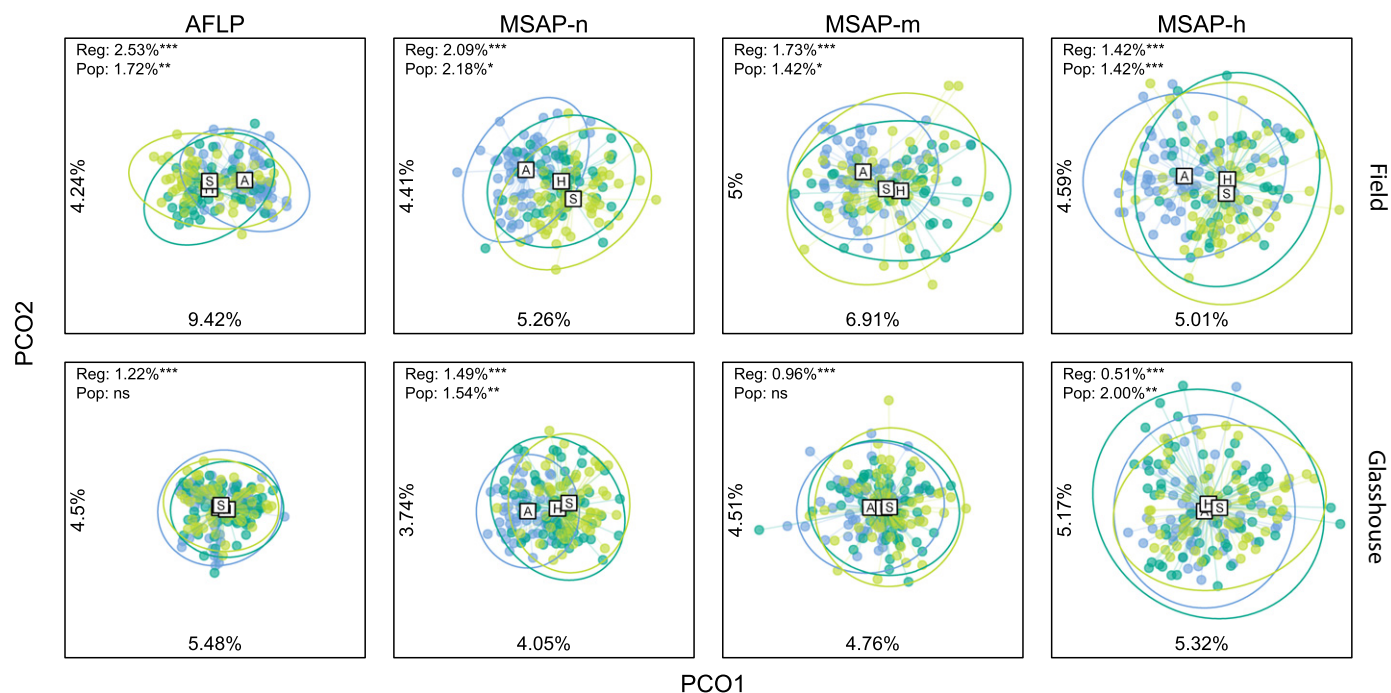 AFLP
MSAP-n
MSAP-m
MSAP-h
Reg: 2.53%***
Pop: 1.72%**
4.24%
S
H
A
9.42%
Reg: 2.09%***
Pop: 2.18%*
4.41%
A
H
S
5.26%
Reg: 1.73%***
Pop: 1.42%*
5%
A
S
H
6.91%
Reg: 1.42%***
Pop: 1.42%***
4.59%
A
H
S
5.01%
Field
PCO2
Reg: 1.22%***
Pop: ns
4.5%
S
5.48%
Reg: 1.49%***
Pop: 1.54%**
3.74%
A
H
S
4.05%
Reg: 0.96%***
Pop: ns
4.51%
A
S
4.76%
Reg: 0.51%***
Pop: 2.00%**
5.17%
H
A
S
5.32%
Glasshouse
PCO1